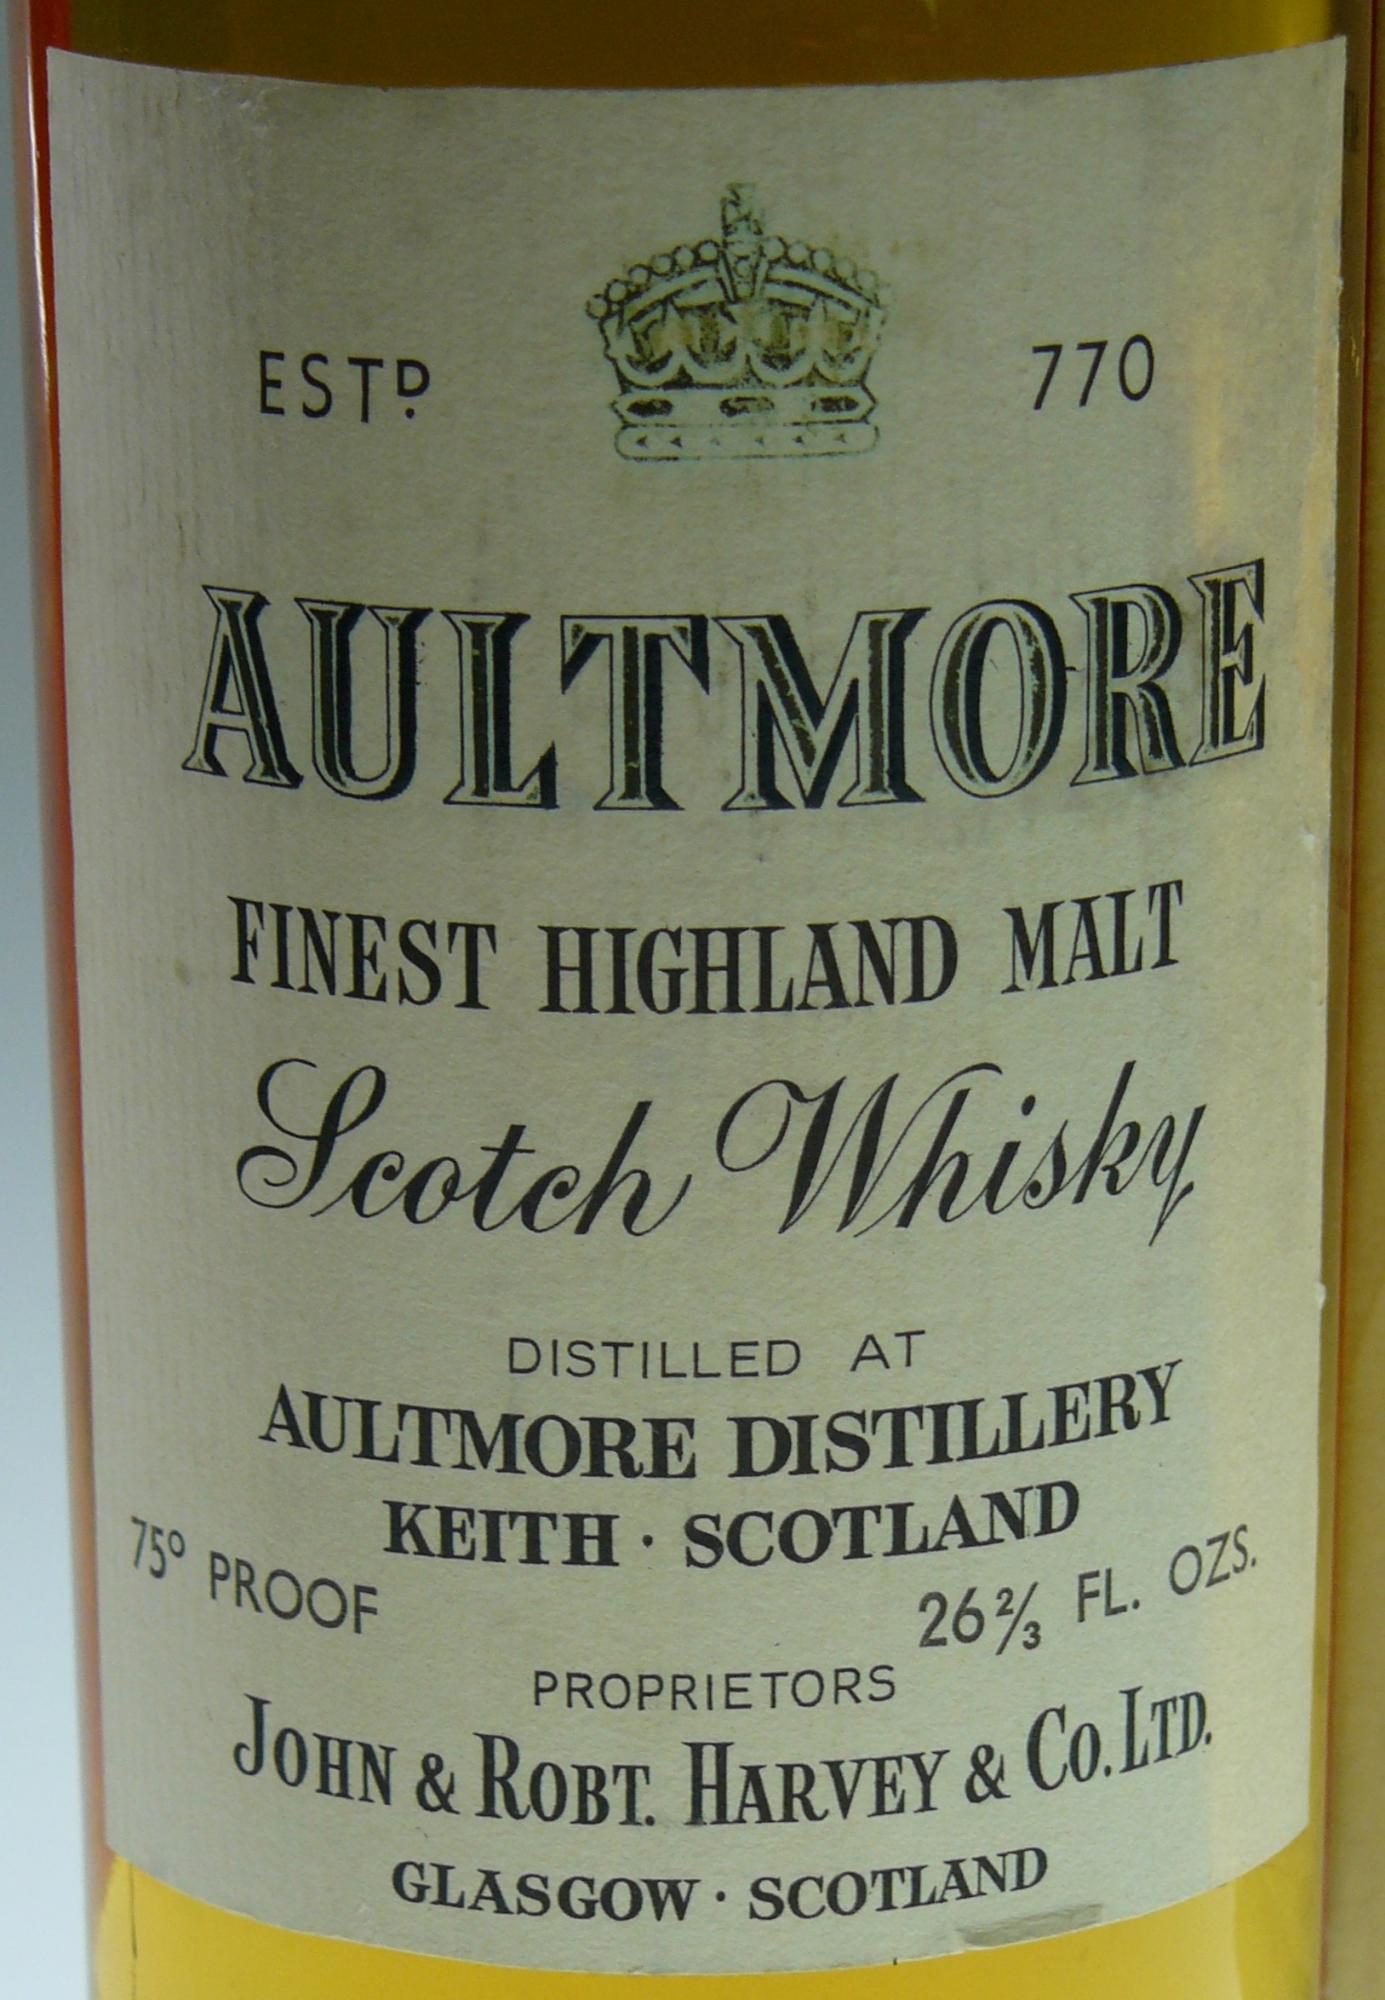 ESTD 770
AULTMORE
FINEST HIGHLAND MALT
Scotch Whisky
DISTILLED AT
AULTMORE DISTILLERY
KEITH · SCOTLAND
75° PROOF 26⅔ FL. OZS.
PROPRIETORS
JOHN & ROBT. HARVEY & CO. LTD.
GLASGOW · SCOTLAND